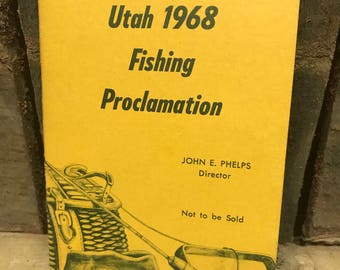 Utah 1968
Fishing
Proclamation
JOHN E. PHELPS
Director
Not to be Sold